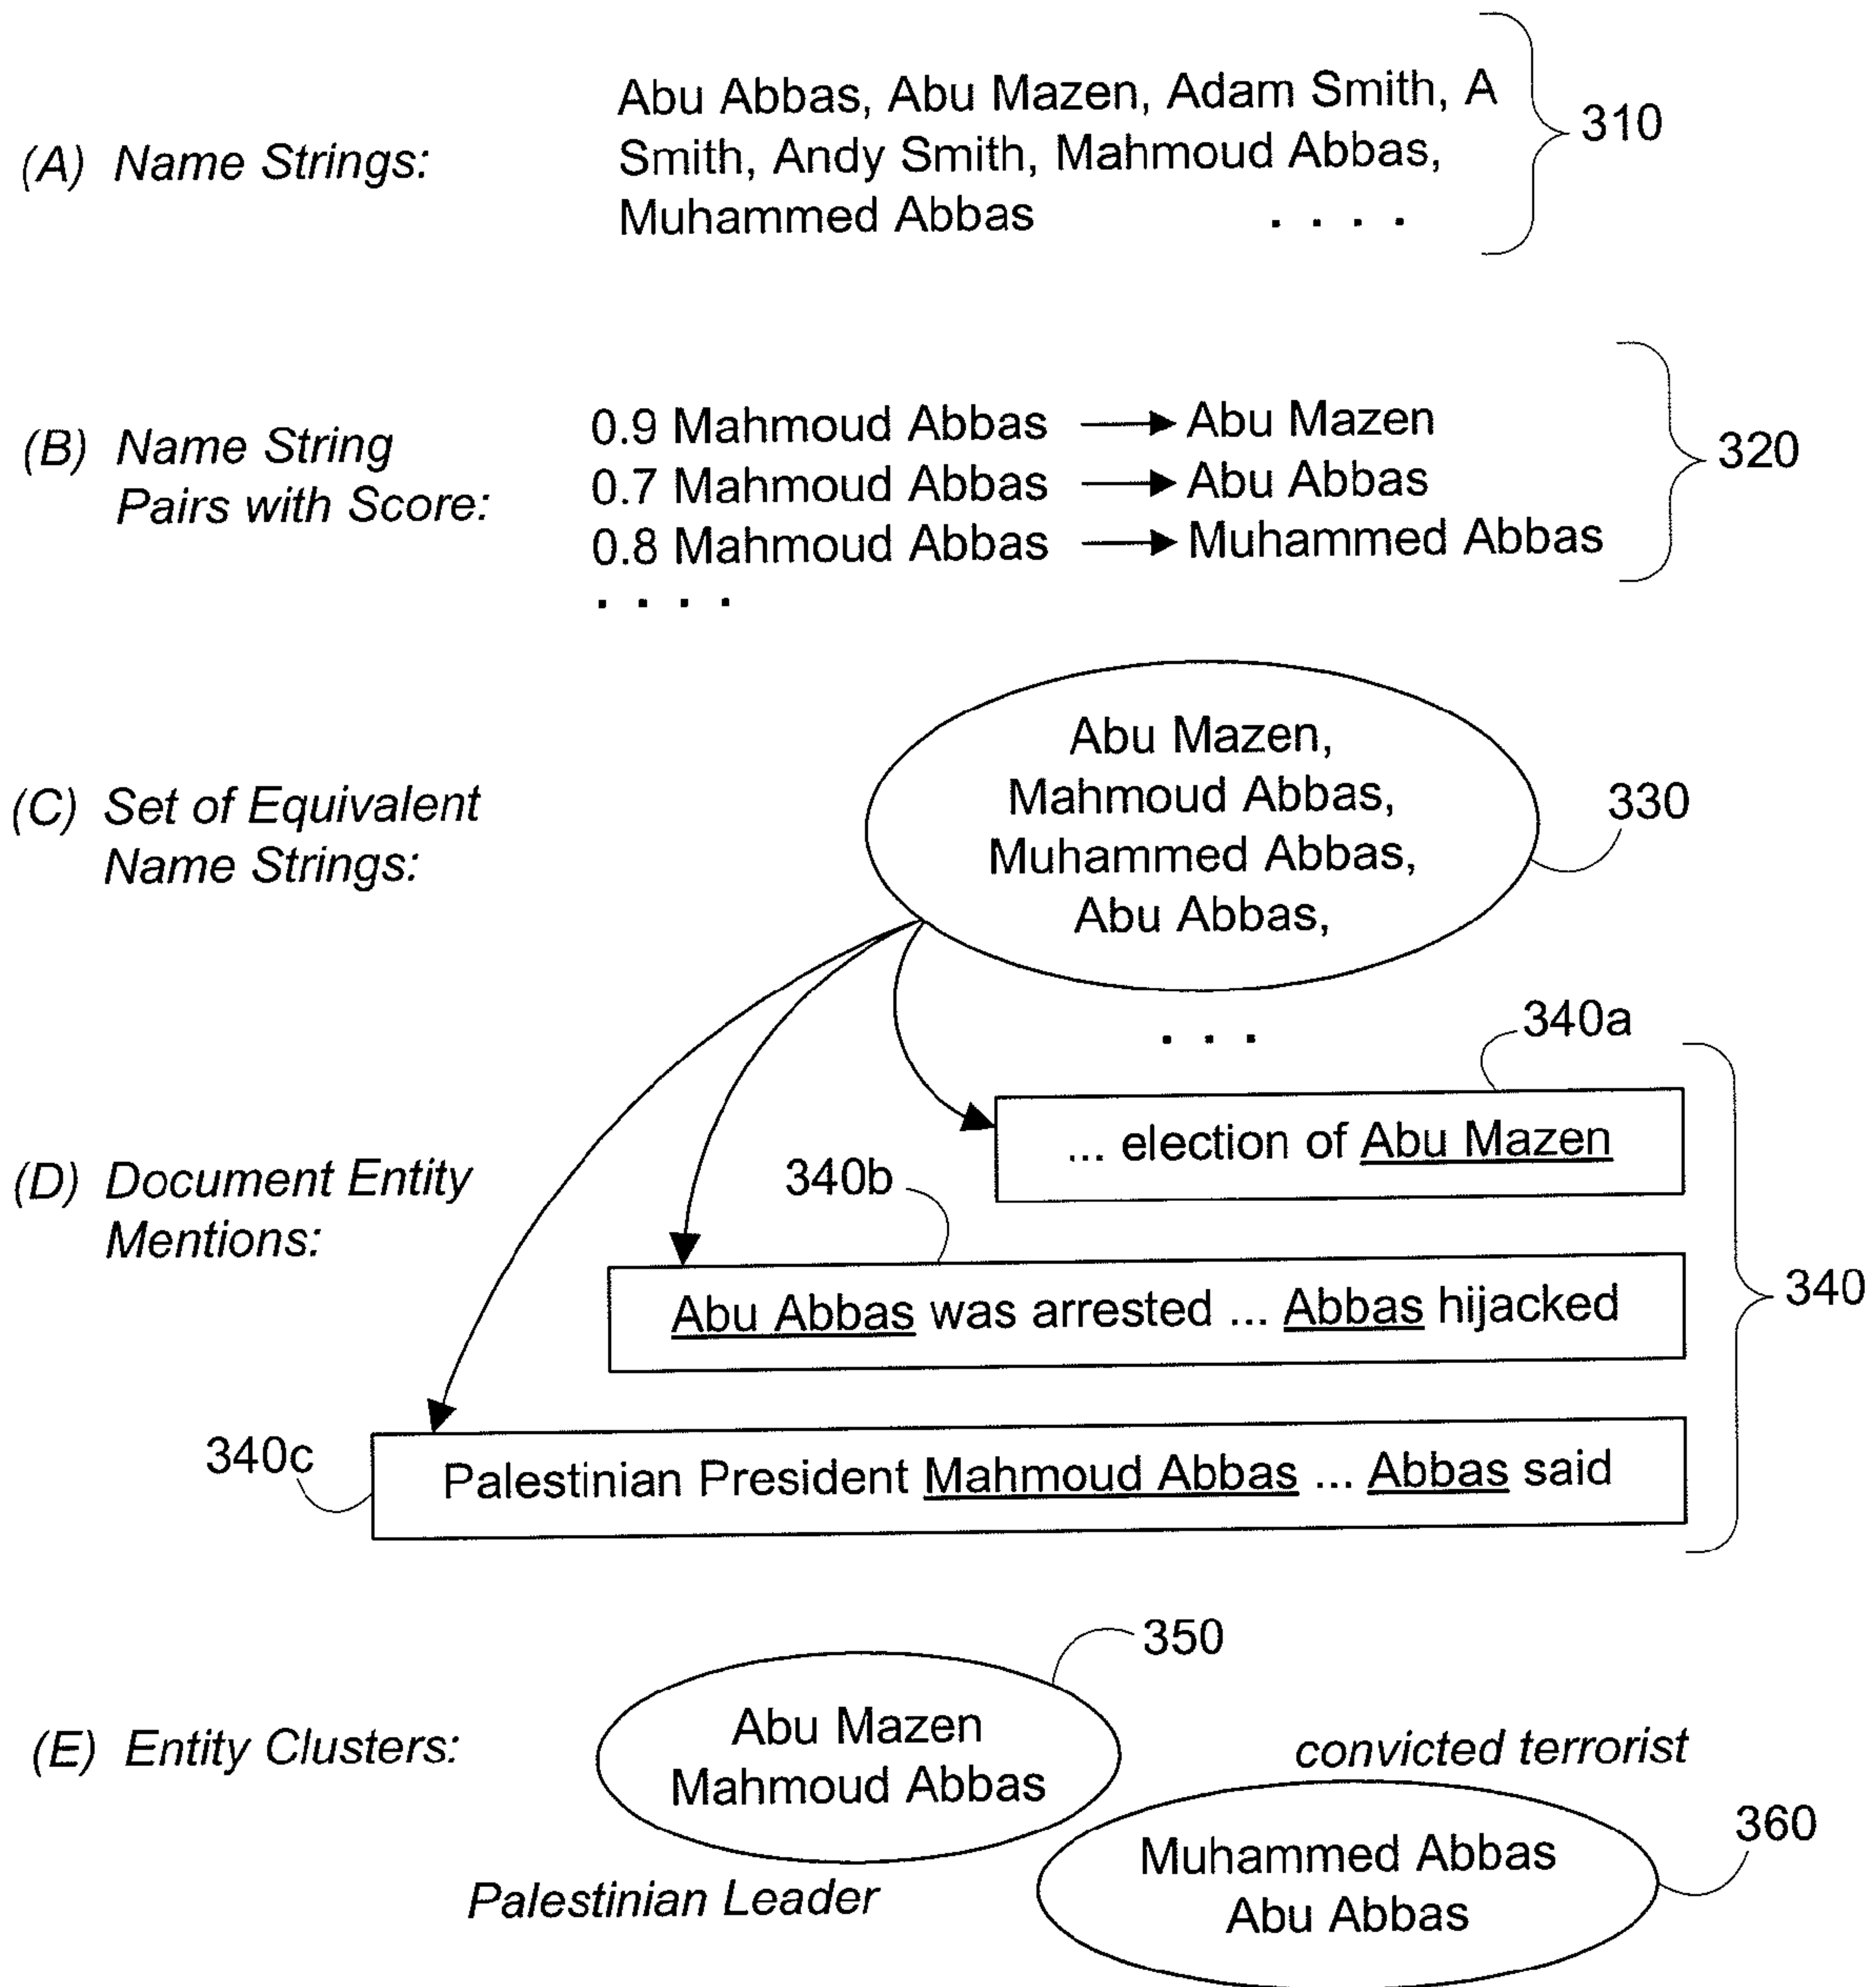 Abu Abbas, Abu Mazen, Adam Smith, A
(A) Name Strings: Smith, Andy Smith, Mahmoud Abbas, 310
Muhammed Abbas . . . .
(B) Name String
Pairs with Score:
0.9 Mahmoud Abbas → Abu Mazen
0.7 Mahmoud Abbas → Abu Abbas
0.8 Mahmoud Abbas → Muhammed Abbas
. . . .
320
(C) Set of Equivalent
Name Strings:
Abu Mazen,
Mahmoud Abbas,
Muhammed Abbas,
Abu Abbas,
330
. . .
(D) Document Entity
Mentions:
340a
... election of Abu Mazen
340b
Abu Abbas was arrested ... Abbas hijacked
340
340c
Palestinian President Mahmoud Abbas ... Abbas said
(E) Entity Clusters:
350
Abu Mazen
Mahmoud Abbas
Palestinian Leader
convicted terrorist
360
Muhammed Abbas
Abu Abbas